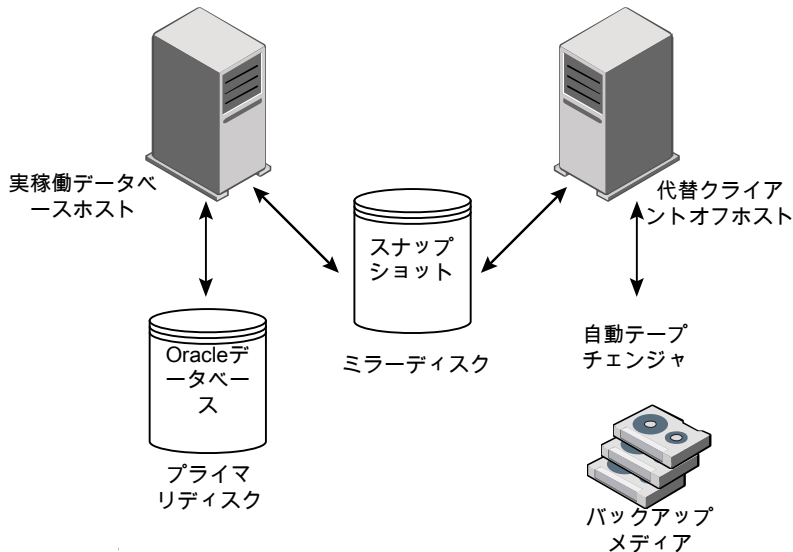 実稼働データベ
ースホスト
代替クライア
ントオフホスト
スナップ
ショット
ミラーディスク
Oracleデ
ータベー
ス
プライマ
リディスク
自動テープ
チェンジャ
バックアップ
メディア